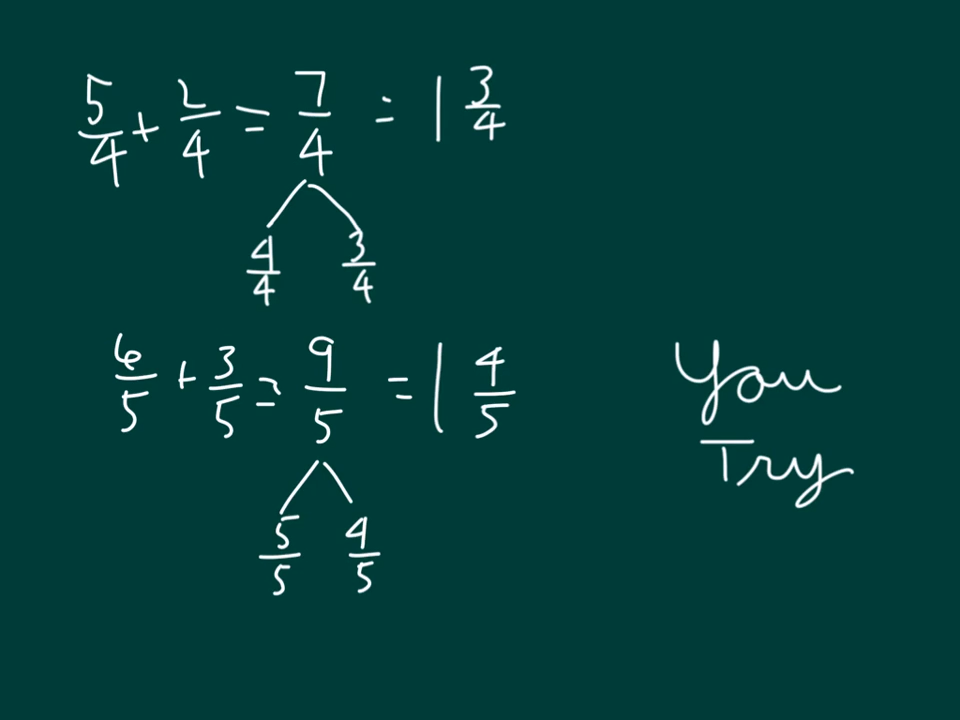 5/4 + 2/4 = 7/4 = 1 3/4
4/4 3/4
6/5 + 3/5 = 9/5 = 1 4/5
5/5 4/5
You
Try